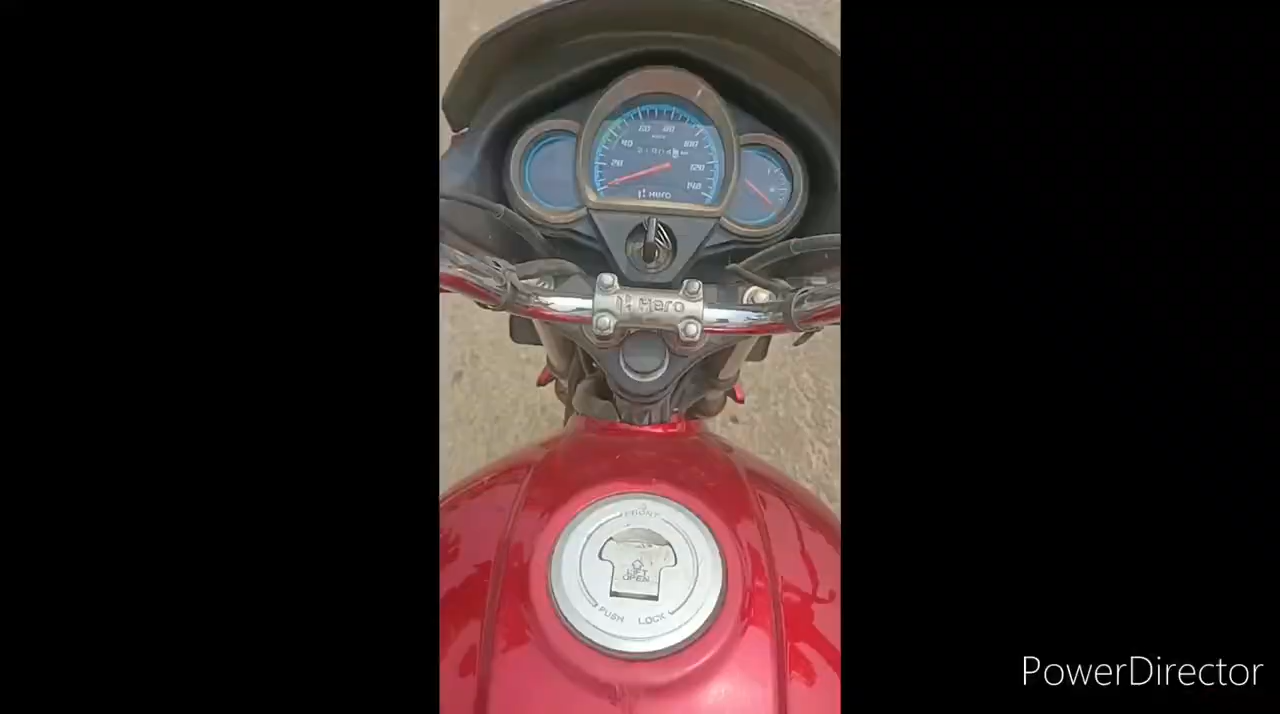 60 80
40 100
20 120
140
Hero
Hero
FRONT
LIFT
OPEN
PUSH LOCK
PowerDirector